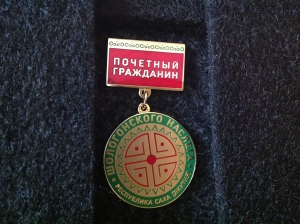 ПОЧЕТНЫЙ
ГРАЖДАНИН
ШОЛОГОНСКОГО
РЕСПУБЛИКА САХА